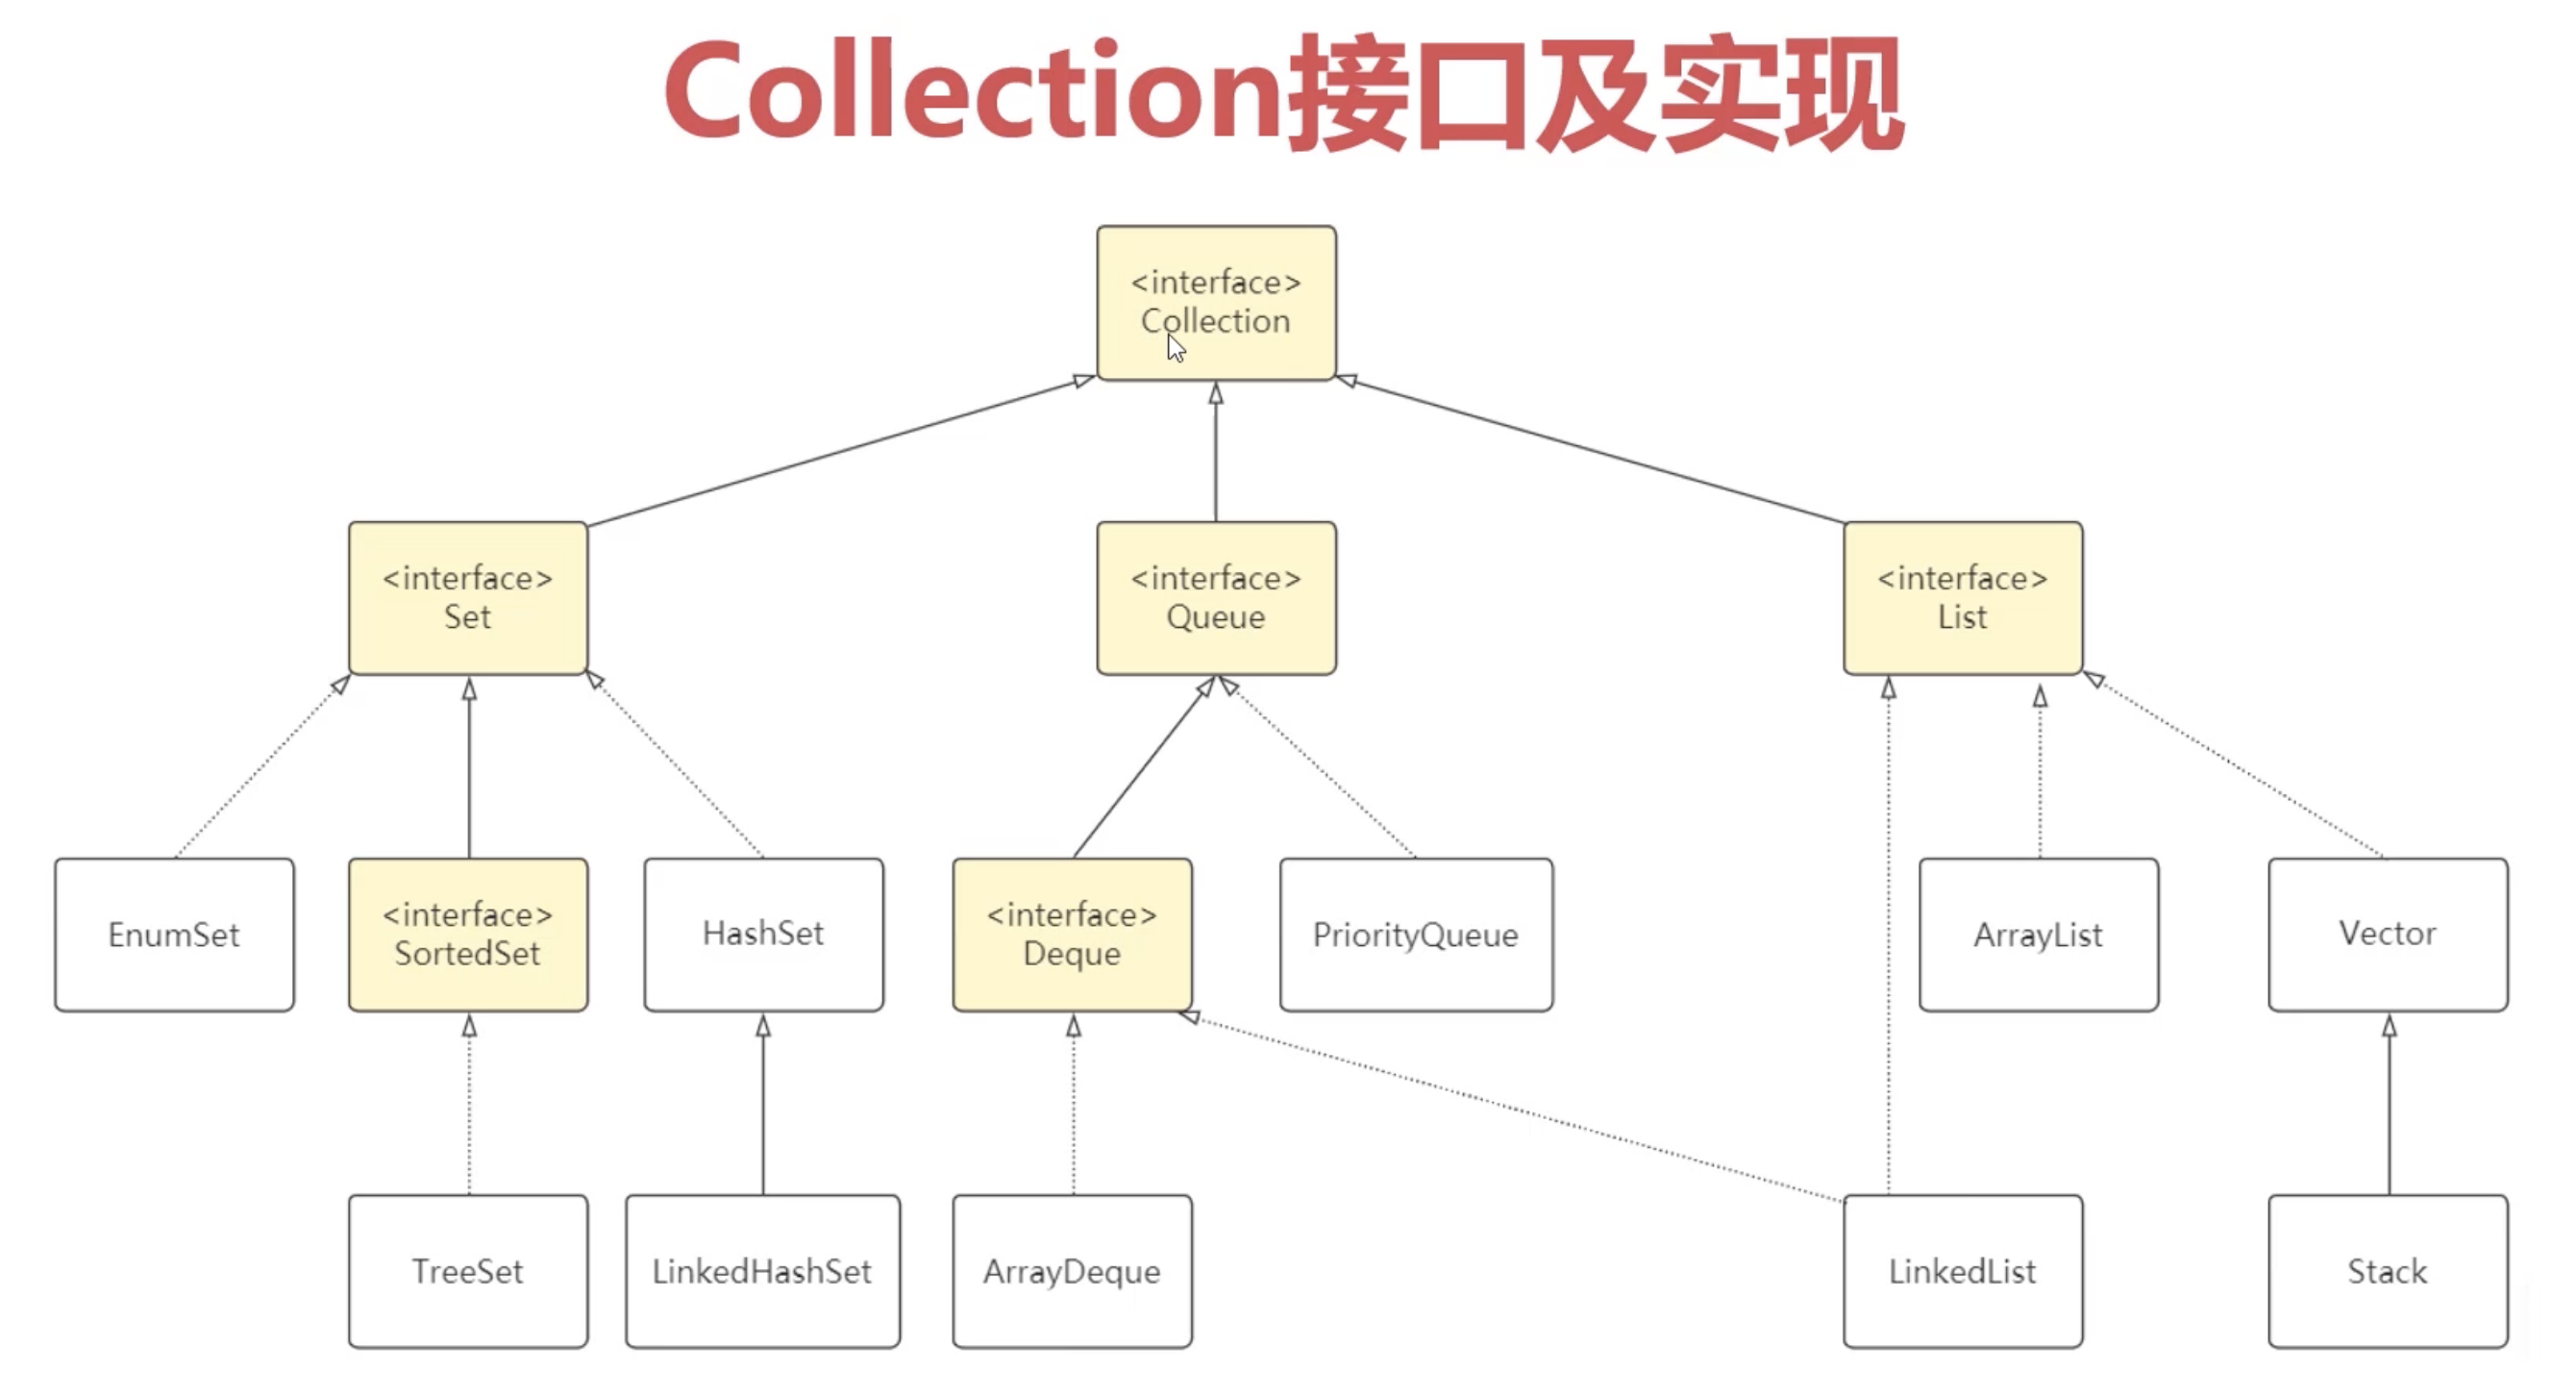 Collection接口及实现
<interface>
Collection
<interface>
Set
<interface>
Queue
<interface>
List
EnumSet
<interface>
SortedSet
HashSet
<interface>
Deque
PriorityQueue
ArrayList
Vector
TreeSet
LinkedHashSet
ArrayDeque
LinkedList
Stack